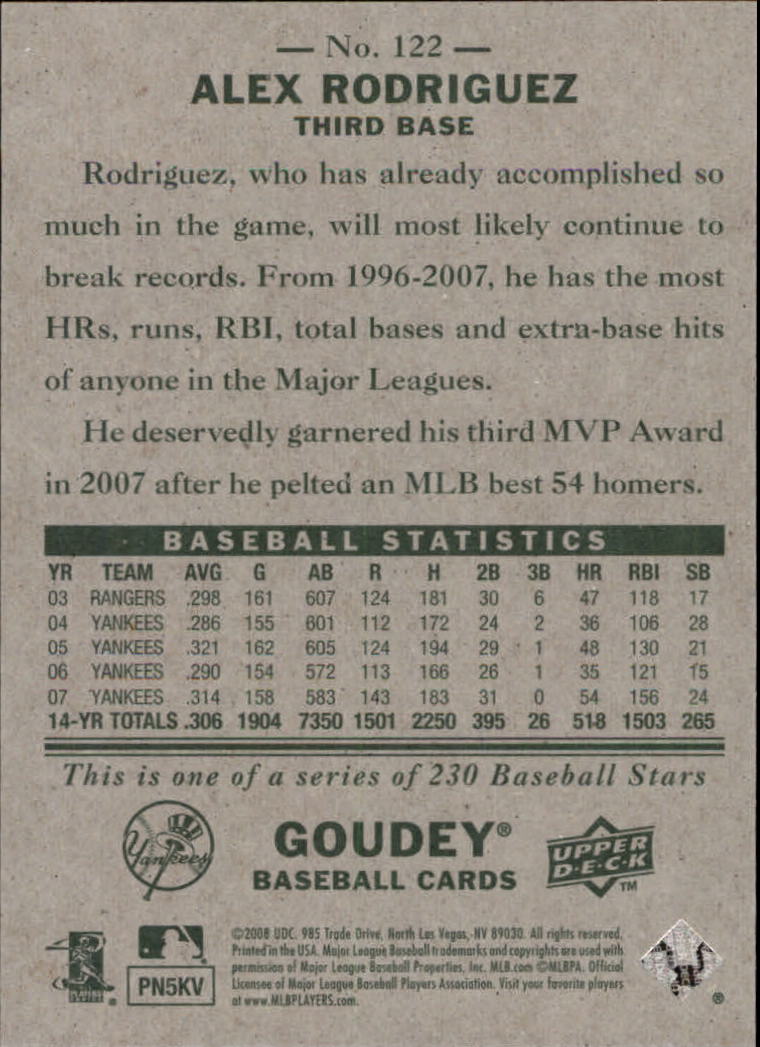 — No. 122 —
ALEX RODRIGUEZ
THIRD BASE
Rodriguez, who has already accomplished so
much in the game, will most likely continue to
break records. From 1996-2007, he has the most
HRs, runs, RBI, total bases and extra-base hits
of anyone in the Major Leagues.
He deservedly garnered his third MVP Award
in 2007 after he pelted an MLB best 54 homers.
BASEBALL STATISTICS
YR TEAM AVG G AB R H 2B 3B HR RBI SB
03 RANGERS .298 161 607 124 181 30 6 47 118 17
04 YANKEES .286 155 601 112 172 24 2 36 106 28
05 YANKEES .321 162 605 124 194 29 1 48 130 21
06 YANKEES .290 154 572 113 166 26 1 35 121 15
07 YANKEES .314 158 583 143 183 31 0 54 156 24
14-YR TOTALS .306 1904 7350 1501 2250 395 26 518 1503 265
This is one of a series of 230 Baseball Stars
Yankees
GOUDEY®
BASEBALL CARDS
UPPER
D·E·C·K
TM
PN5KV
©2008 UDC. 985 Trade Drive, North Las Vegas, NV 89030. All rights reserved.
Printed in the USA. Major League Baseball trademarks and copyrights are used with
permission of Major League Baseball Properties, Inc. MLB.com ©MLBPA. Official
Licensee of Major League Baseball Players Association. Visit your favorite players
at www.MLBPLAYERS.com.
®